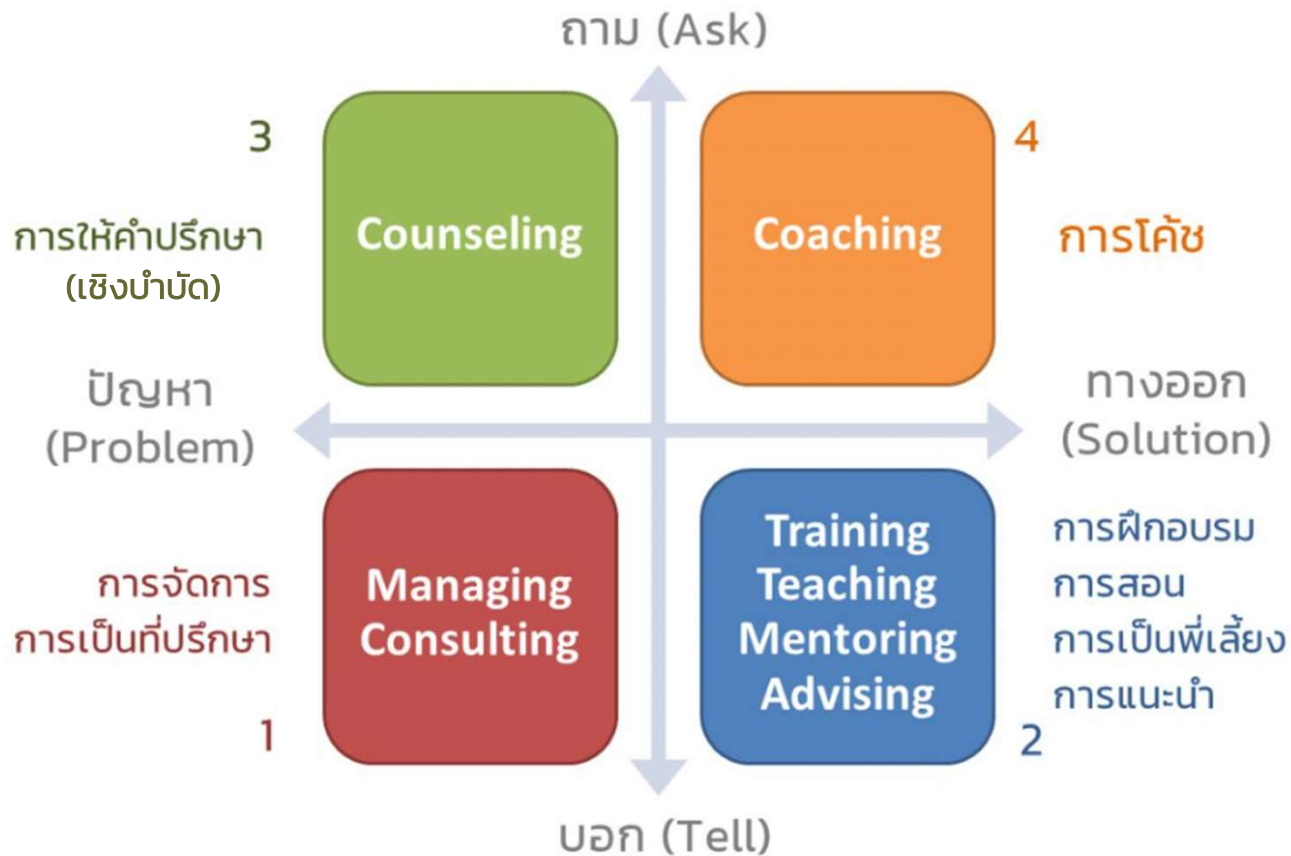 ถาม (Ask)
3
การให้คำปรึกษา
(เชิงบำบัด)
Counseling
Coaching
4
การโค้ช
ปัญหา
(Problem)
ทางออก
(Solution)
การจัดการ
การเป็นที่ปรึกษา
1
Managing
Consulting
Training
Teaching
Mentoring
Advising
การฝึกอบรม
การสอน
การเป็นพี่เลี้ยง
การแนะนำ
2
บอก (Tell)